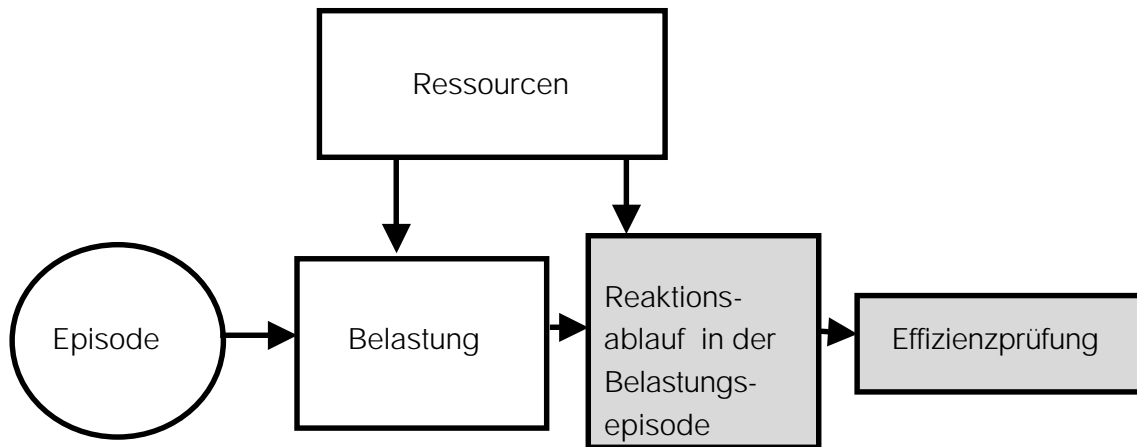 Ressourcen
Episode
Belastung
Reaktions-
ablauf in der
Belastungs-
episode
Effizienzprüfung